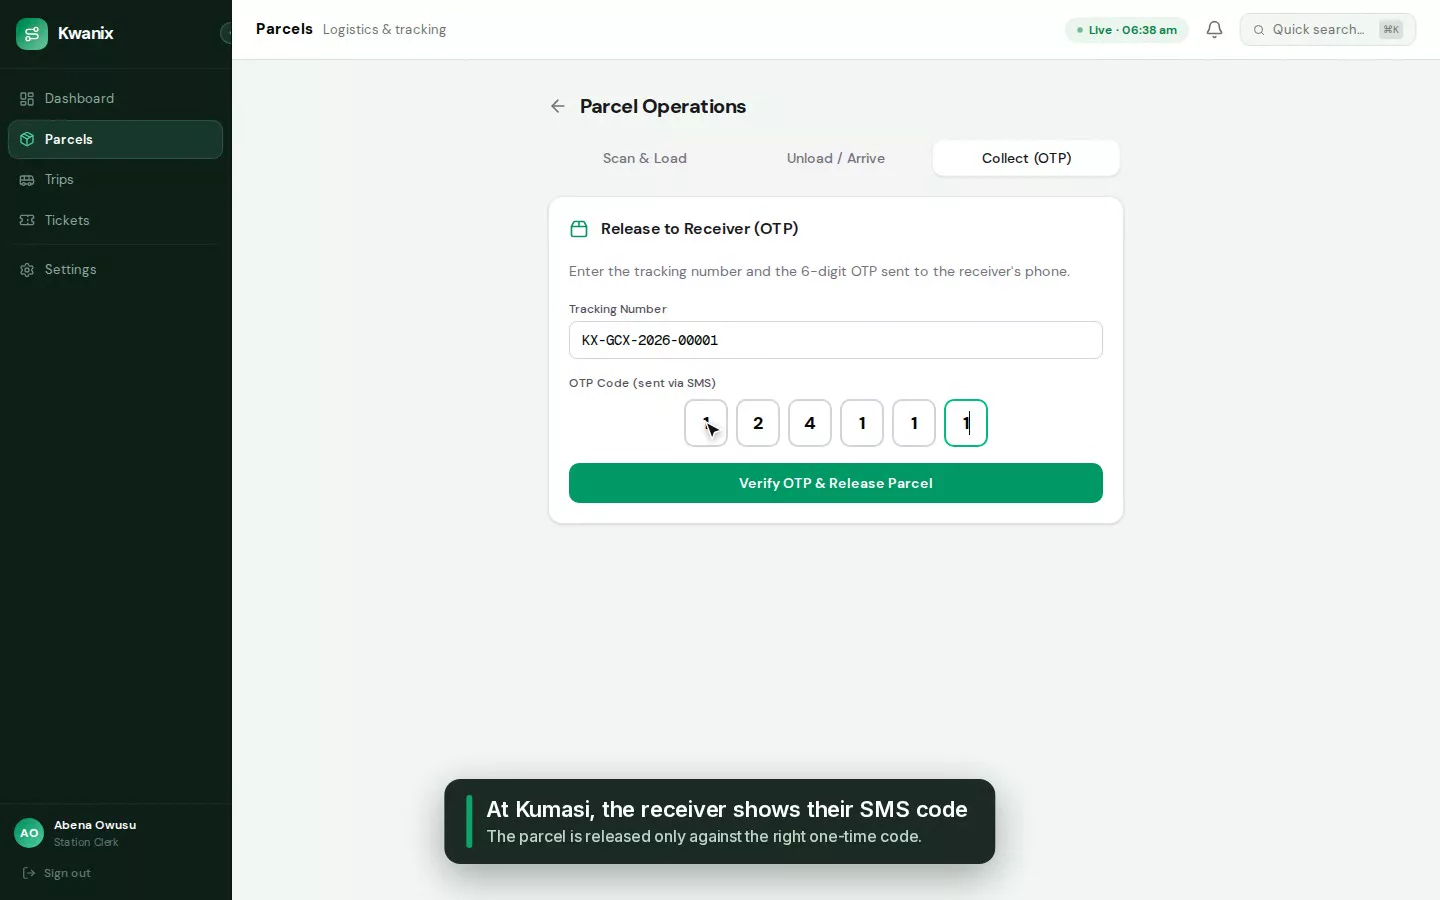 Kwanix
Parcels Logistics & tracking
Live · 06:38 am
Quick search... ⌘K
Dashboard
Parcels
Trips
Tickets
Settings
Parcel Operations
Scan & Load
Unload / Arrive
Collect (OTP)
Release to Receiver (OTP)
Enter the tracking number and the 6-digit OTP sent to the receiver's phone.
Tracking Number
KX-GCX-2026-00001
OTP Code (sent via SMS)
1 2 4 1 1 1
Verify OTP & Release Parcel
At Kumasi, the receiver shows their SMS code
The parcel is released only against the right one-time code.
AO
Abena Owusu
Station Clerk
Sign out